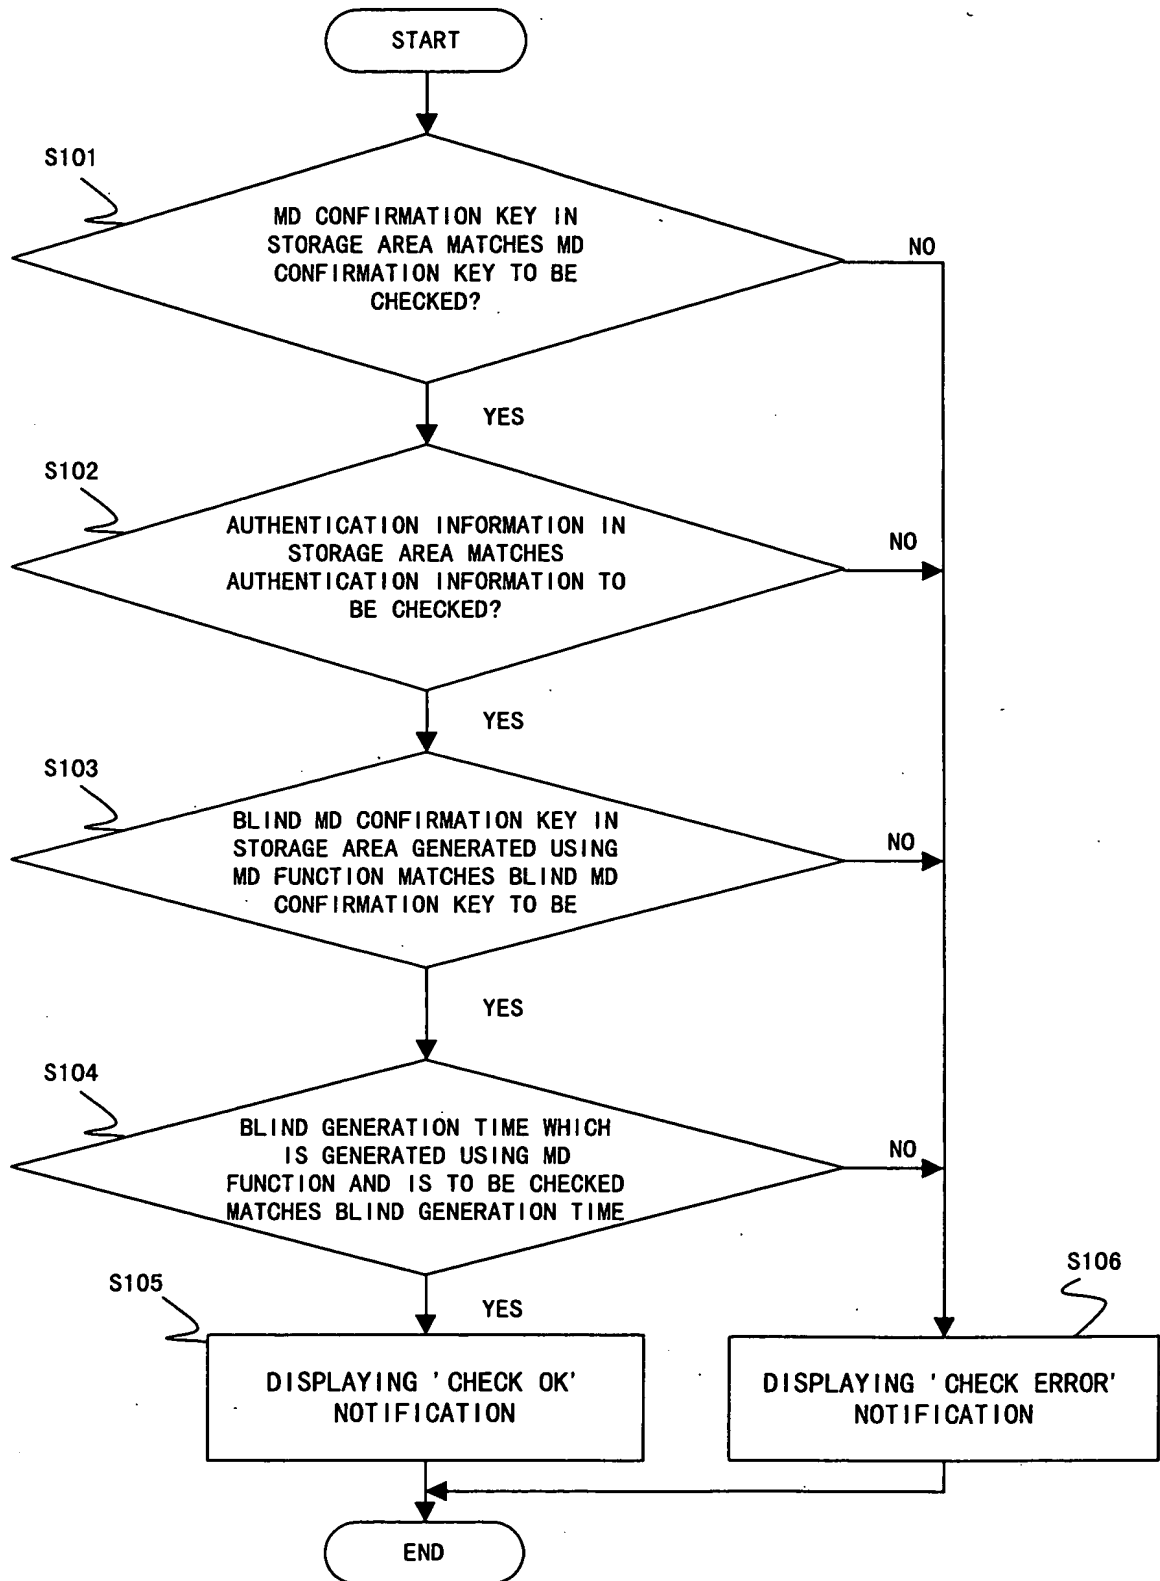 START
S101
MD CONFIRMATION KEY IN
STORAGE AREA MATCHES MD
CONFIRMATION KEY TO BE
CHECKED?
NO
YES
S102
AUTHENTICATION INFORMATION IN
STORAGE AREA MATCHES
AUTHENTICATION INFORMATION TO
BE CHECKED?
NO
YES
S103
BLIND MD CONFIRMATION KEY IN
STORAGE AREA GENERATED USING
MD FUNCTION MATCHES BLIND MD
CONFIRMATION KEY TO BE
NO
YES
S104
BLIND GENERATION TIME WHICH
IS GENERATED USING MD
FUNCTION AND IS TO BE CHECKED
MATCHES BLIND GENERATION TIME
NO
YES
S105
DISPLAYING 'CHECK OK'
NOTIFICATION
S106
DISPLAYING 'CHECK ERROR'
NOTIFICATION
END